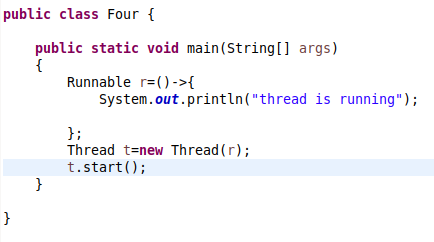 public class Four {
public static void main(String[] args)
{
Runnable r=()->{
System.out.println("thread is running");
};
Thread t=new Thread(r);
t.start();
}
}